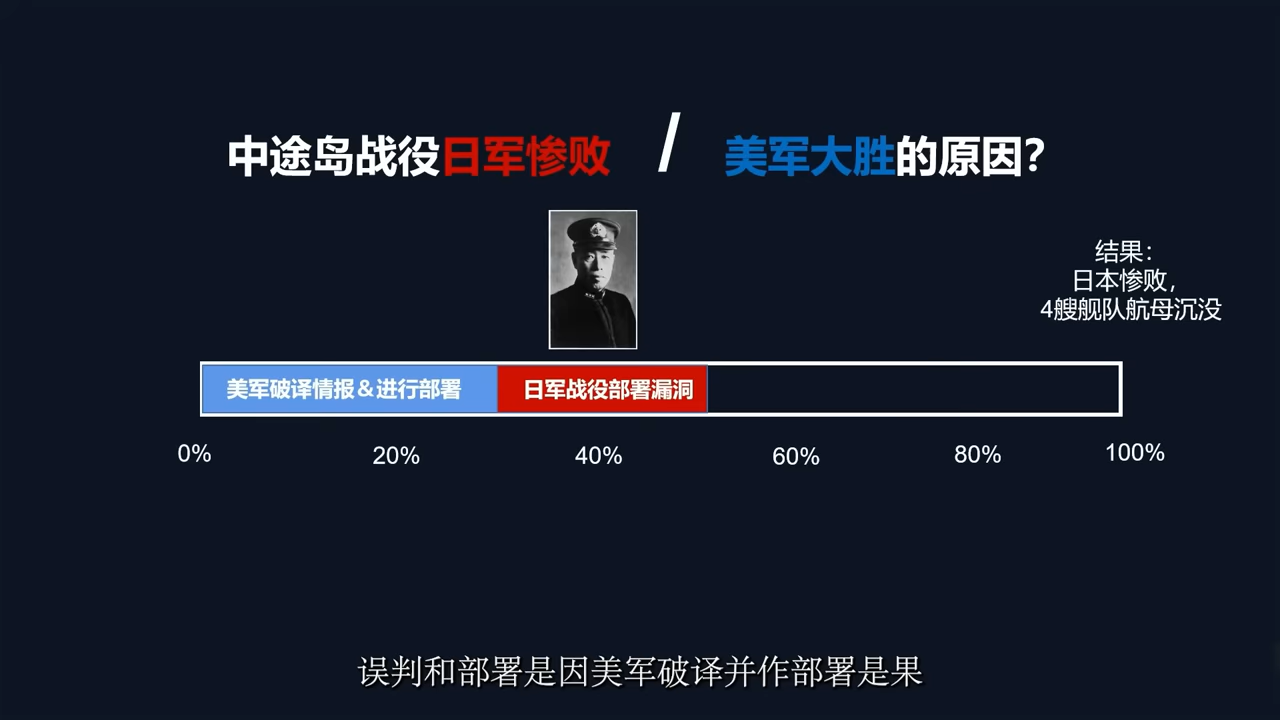 中途岛战役日军惨败 / 美军大胜的原因？
结果：
日本惨败，
4艘舰队航母沉没
美军破译情报＆进行部署 日军战役部署漏洞
0% 20% 40% 60% 80% 100%
误判和部署是因美军破译并作部署是果